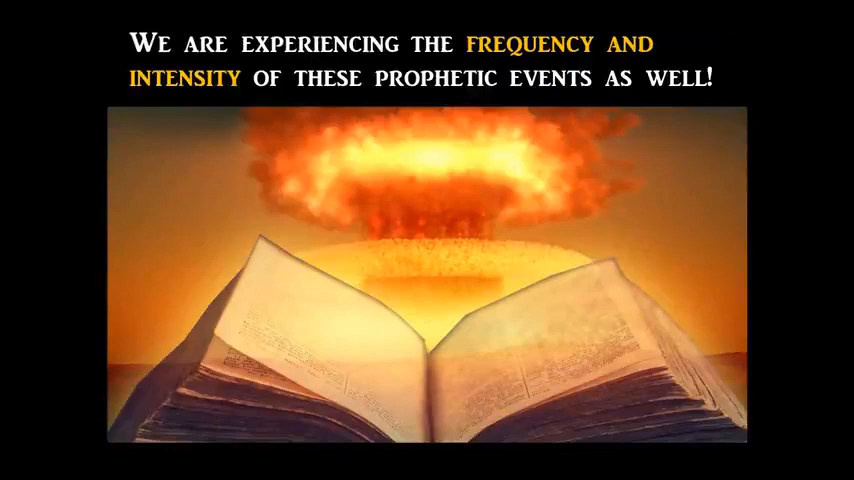 We are experiencing the frequency and
intensity of these prophetic events as well!